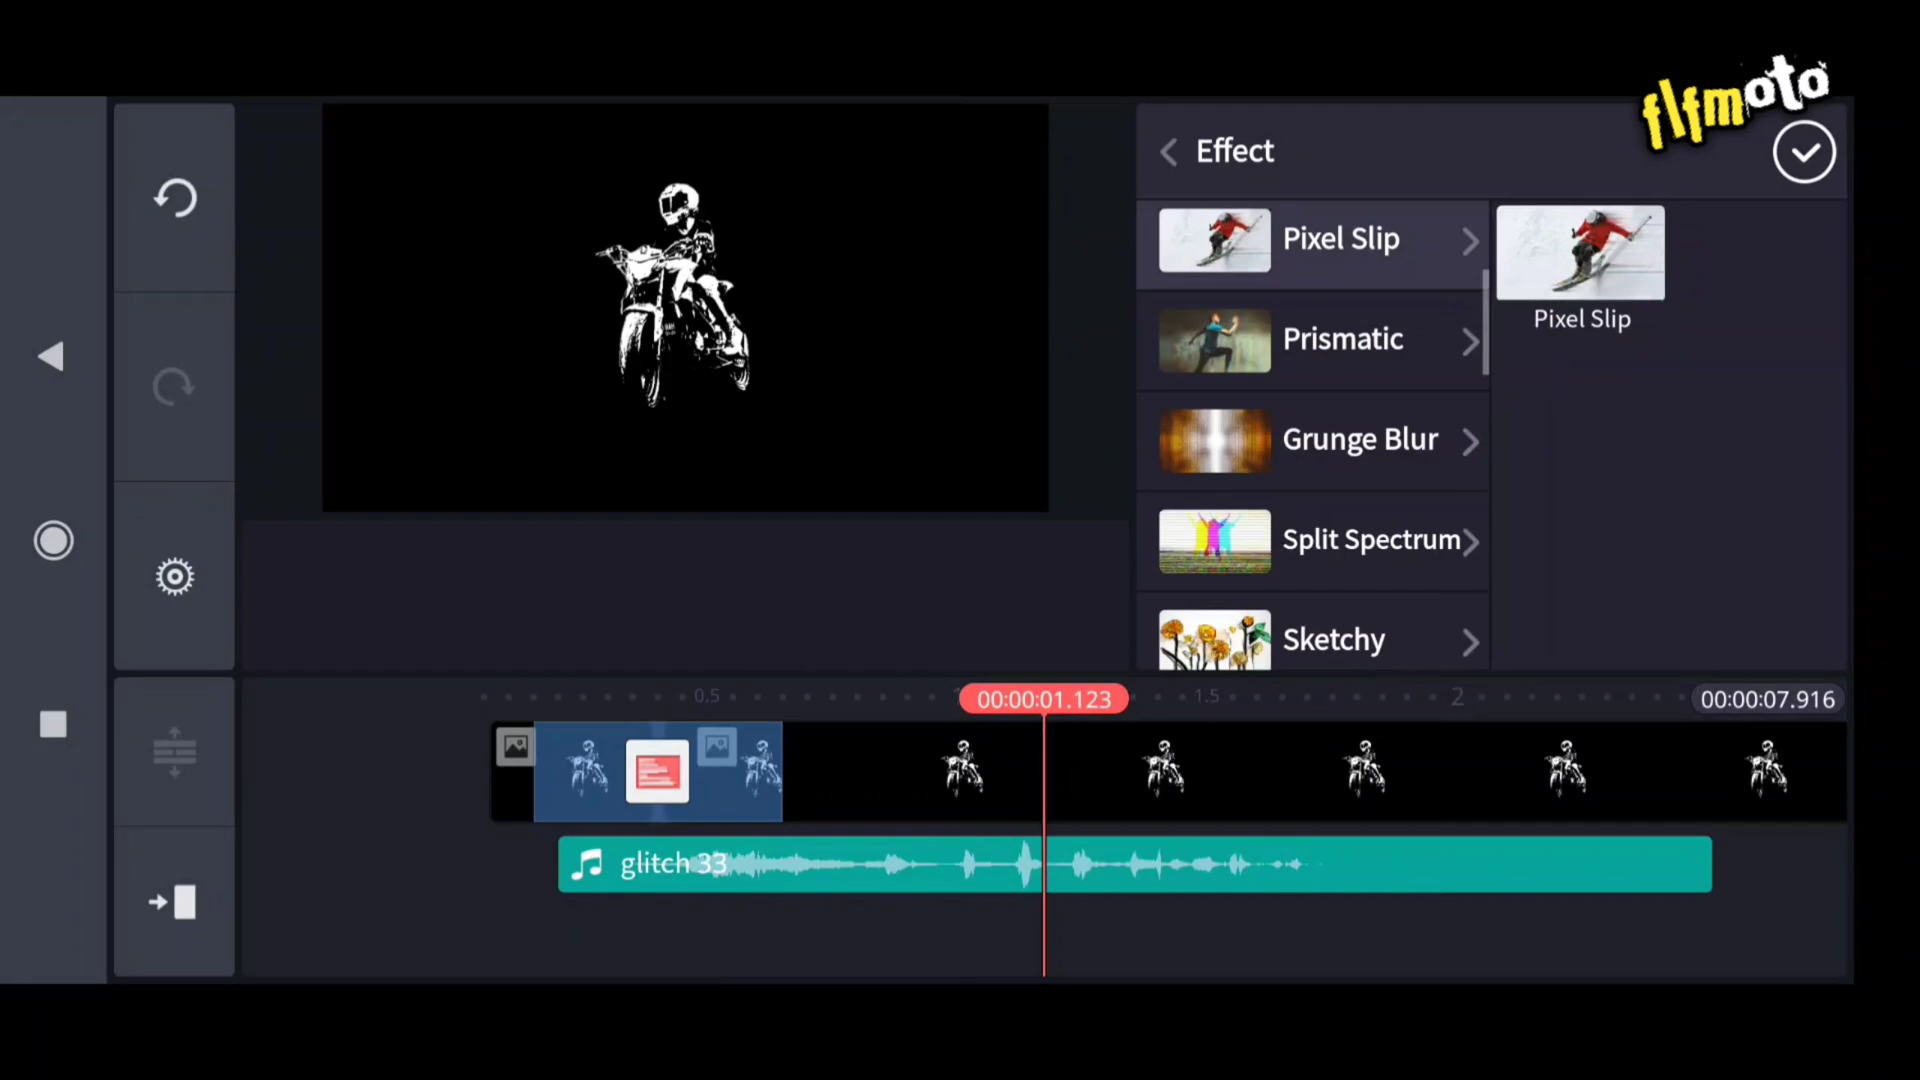 flfmoto
Effect
Pixel Slip
Pixel Slip
Prismatic
Grunge Blur
Split Spectrum
Sketchy
0.5
00:00:01.123
1.5
2
00:00:07.916
glitch 33